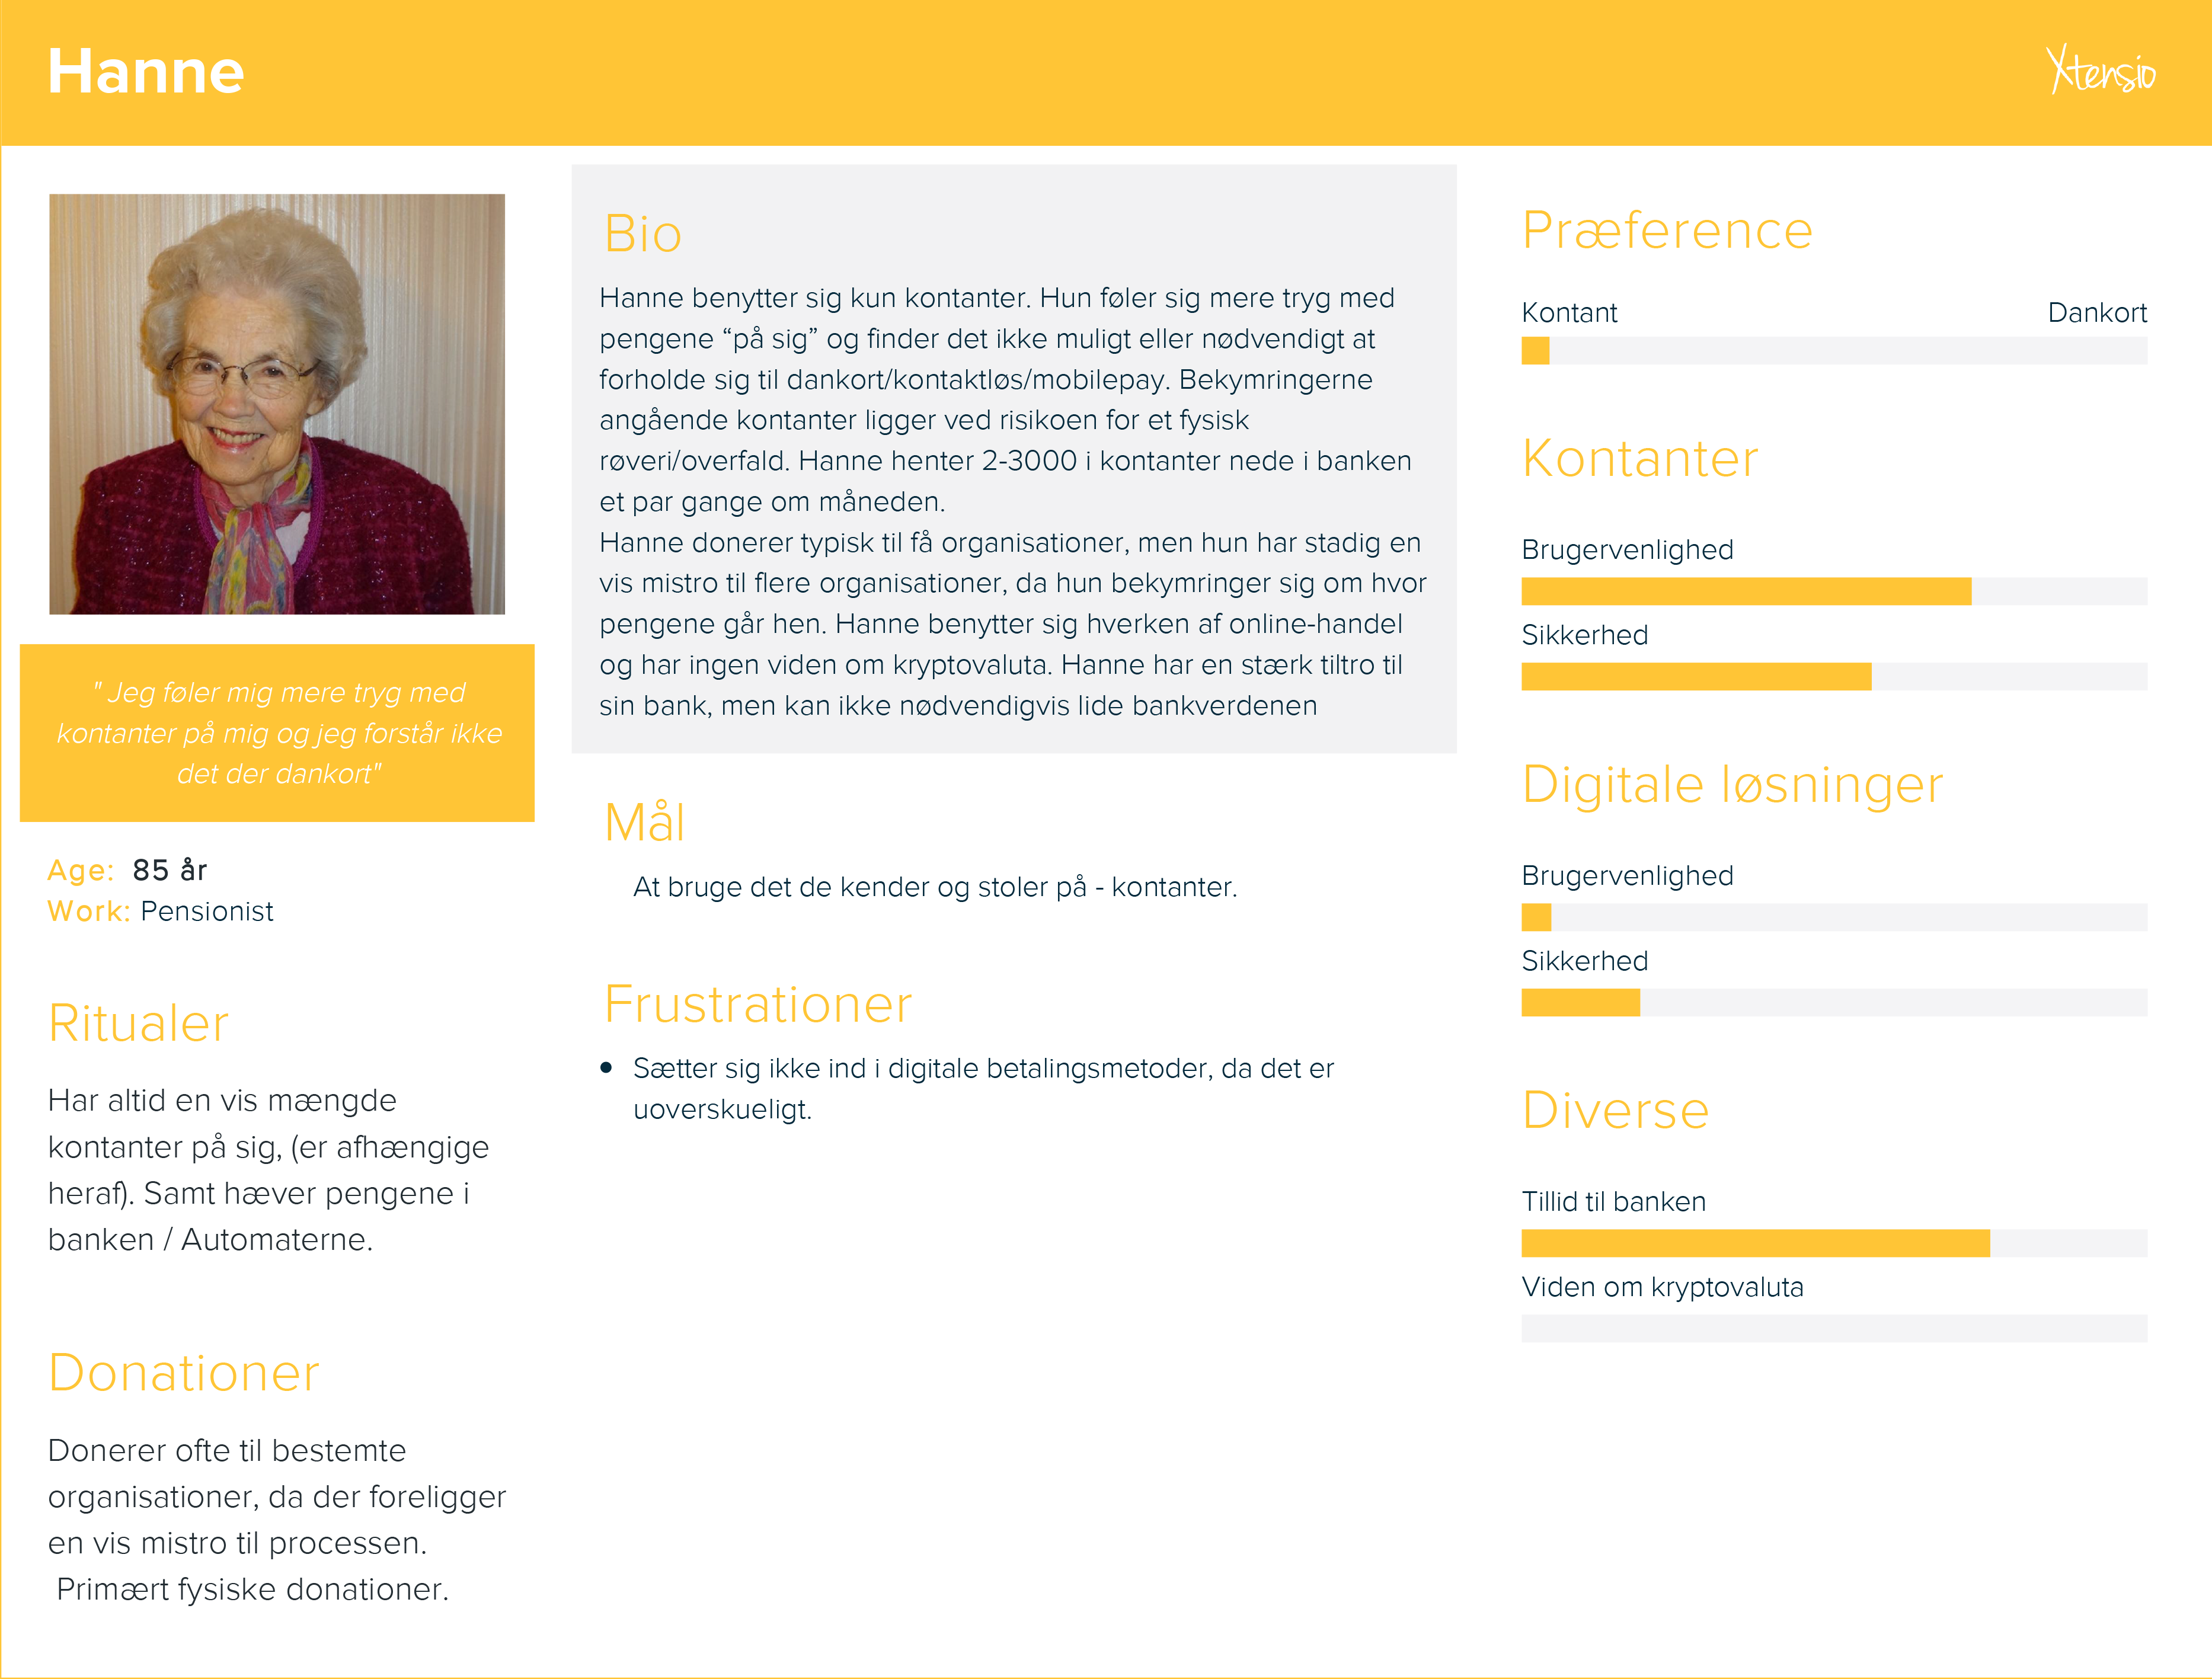 Hanne
Xtensio
" Jeg føler mig mere tryg med
kontanter på mig og jeg forstår ikke
det der dankort"
Age: 85 år
Work: Pensionist
Ritualer
Har altid en vis mængde
kontanter på sig, (er afhængige
heraf). Samt hæver pengene i
banken / Automaterne.
Donationer
Donerer ofte til bestemte
organisationer, da der foreligger
en vis mistro til processen.
Primært fysiske donationer.
Bio
Hanne benytter sig kun kontanter. Hun føler sig mere tryg med
pengene “på sig” og finder det ikke muligt eller nødvendigt at
forholde sig til dankort/kontaktløs/mobilepay. Bekymringerne
angående kontanter ligger ved risikoen for et fysisk
røveri/overfald. Hanne henter 2-3000 i kontanter nede i banken
et par gange om måneden.
Hanne donerer typisk til få organisationer, men hun har stadig en
vis mistro til flere organisationer, da hun bekymringer sig om hvor
pengene går hen. Hanne benytter sig hverken af online-handel
og har ingen viden om kryptovaluta. Hanne har en stærk tiltro til
sin bank, men kan ikke nødvendigvis lide bankverdenen
Mål
At bruge det de kender og stoler på - kontanter.
Frustrationer
• Sætter sig ikke ind i digitale betalingsmetoder, da det er
uoverskueligt.
Præference
Kontant Dankort
Kontanter
Brugervenlighed
Sikkerhed
Digitale løsninger
Brugervenlighed
Sikkerhed
Diverse
Tillid til banken
Viden om kryptovaluta